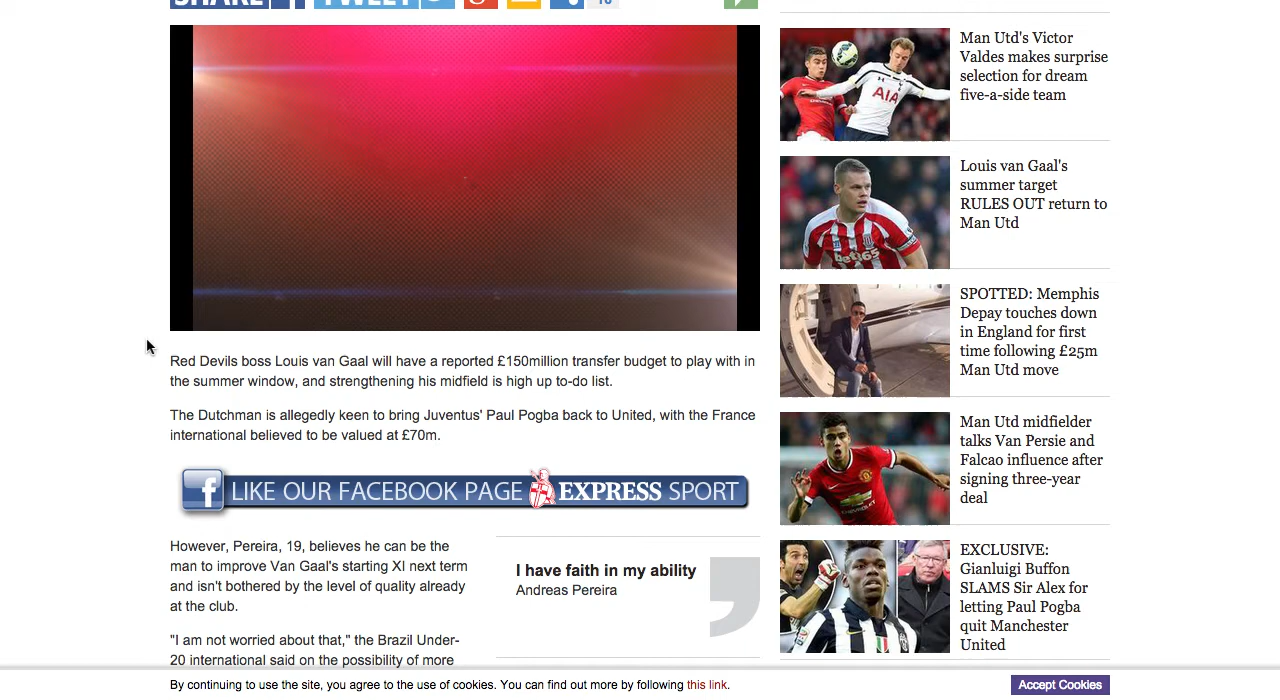 SHARE TWEET 10
Red Devils boss Louis van Gaal will have a reported £150million transfer budget to play with in
the summer window, and strengthening his midfield is high up to-do list.
The Dutchman is allegedly keen to bring Juventus' Paul Pogba back to United, with the France
international believed to be valued at £70m.
LIKE OUR FACEBOOK PAGE EXPRESS SPORT
However, Pereira, 19, believes he can be the
man to improve Van Gaal's starting XI next term
and isn't bothered by the level of quality already
at the club.
"I am not worried about that," the Brazil Under-
20 international said on the possibility of more
I have faith in my ability
Andreas Pereira
Man Utd's Victor
Valdes makes surprise
selection for dream
five-a-side team
AIA
Louis van Gaal's
summer target
RULES OUT return to
Man Utd
bet365
SPOTTED: Memphis
Depay touches down
in England for first
time following £25m
Man Utd move
Man Utd midfielder
talks Van Persie and
Falcao influence after
signing three-year
deal
CHEVROLET
EXCLUSIVE:
Gianluigi Buffon
SLAMS Sir Alex for
letting Paul Pogba
quit Manchester
United
By continuing to use the site, you agree to the use of cookies. You can find out more by following this link.
Accept Cookies